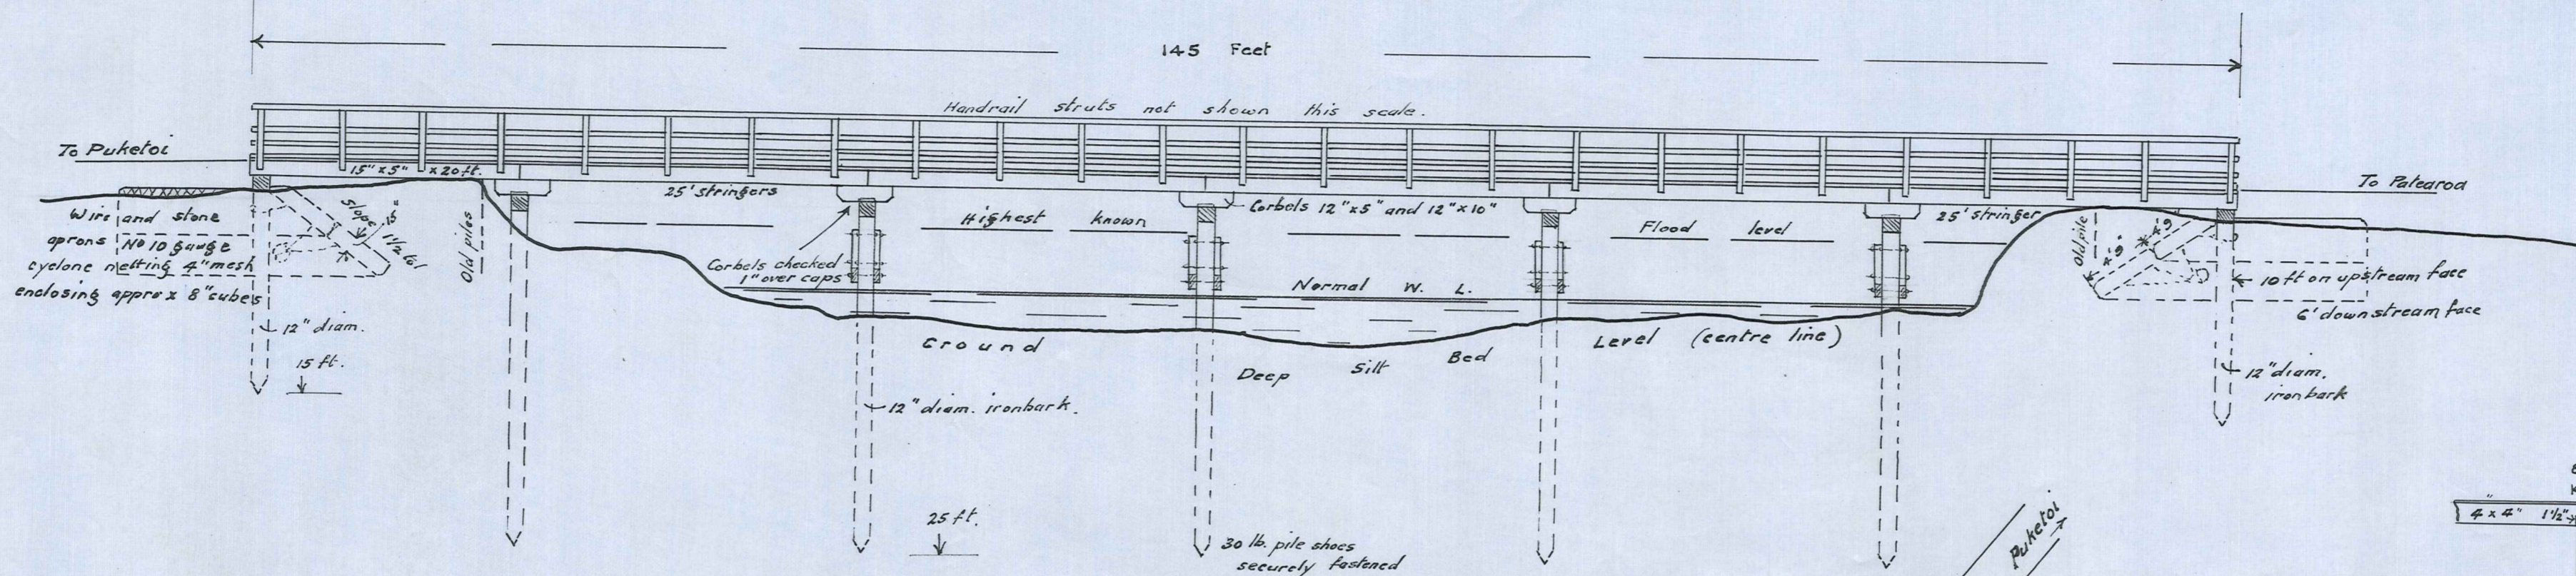 145 Feet
Handrail struts not shown this scale.
To Puketoi
15" x 5" x 20 ft.
25' stringers
Highest known Flood level
Corbels 12" x 5" and 12" x 10"
25' stringer
To Patearoa
Wire and stone
aprons No 10 gauge
cyclone netting 4" mesh
enclosing approx 8" cubes
Slope
1 1/2 to 1
Old piles
Corbels checked
1" over caps
Normal W. L.
Old pile
10 ft on upstream face
6' downstream face
12" diam.
15 ft.
Ground Level (centre line)
Deep Silt Bed
12" diam. ironbark.
12" diam.
ironbark
25 ft.
30 lb. pile shoes
securely fastened
Puketoi
4 x 4" 1½"